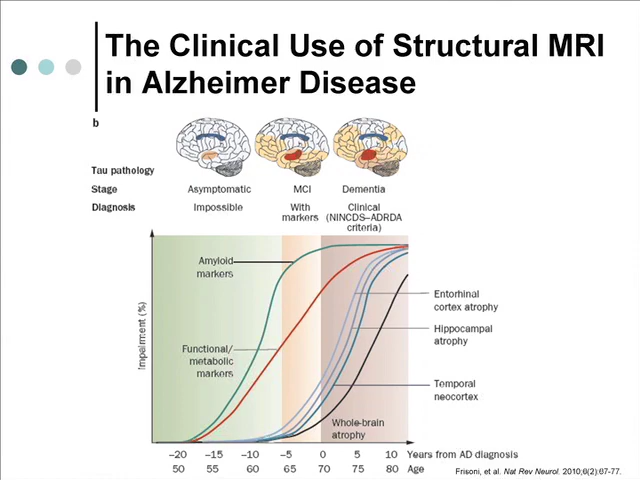 The Clinical Use of Structural MRI
in Alzheimer Disease
b
Tau pathology
Stage Asymptomatic MCI Dementia
Diagnosis Impossible With markers Clinical (NINCDS–ADRDA criteria)
Amyloid
markers
Functional/
metabolic
markers
Entorhinal
cortex atrophy
Hippocampal
atrophy
Temporal
neocortex
Whole-brain
atrophy
Impairment (%)
–20 –15 –10 –5 0 5 10 Years from AD diagnosis
50 55 60 65 70 75 80 Age
Frisoni, et al. Nat Rev Neurol. 2010;6(2):67-77.